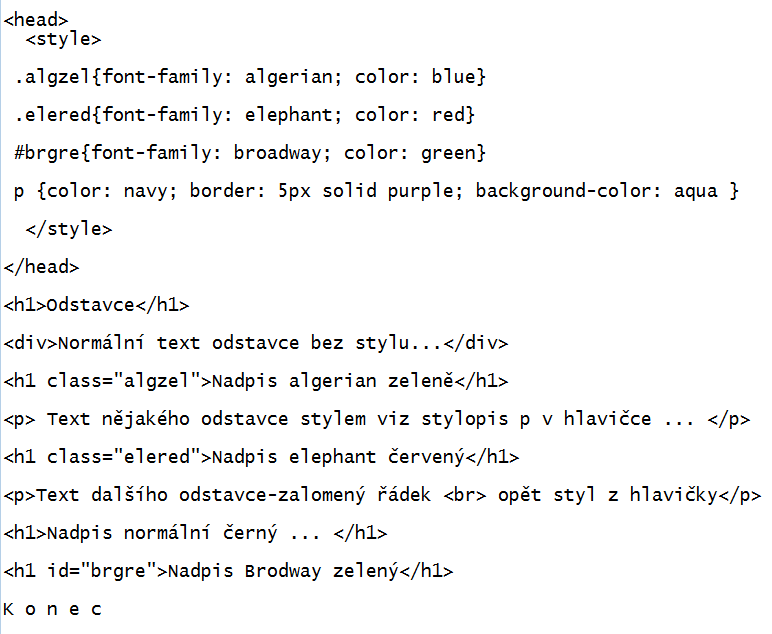 <head>
  <style>
 .algzel{font-family: algerian; color: blue}
 .elered{font-family: elephant; color: red}
 #brgre{font-family: broadway; color: green}
 p {color: navy; border: 5px solid purple; background-color: aqua }
  </style>
</head>
<h1>Odstavce</h1>
<div>Normální text odstavce bez stylu...</div>
<h1 class="algzel">Nadpis algerian zeleně</h1>
<p> Text nějakého odstavce stylem viz stylopis p v hlavičce ... </p>
<h1 class="elered">Nadpis elephant červený</h1>
<p>Text dalšího odstavce-zalomený řádek <br> opět styl z hlavičky</p>
<h1>Nadpis normální černý ... </h1>
<h1 id="brgre">Nadpis Brodway zelený</h1>
K o n e c